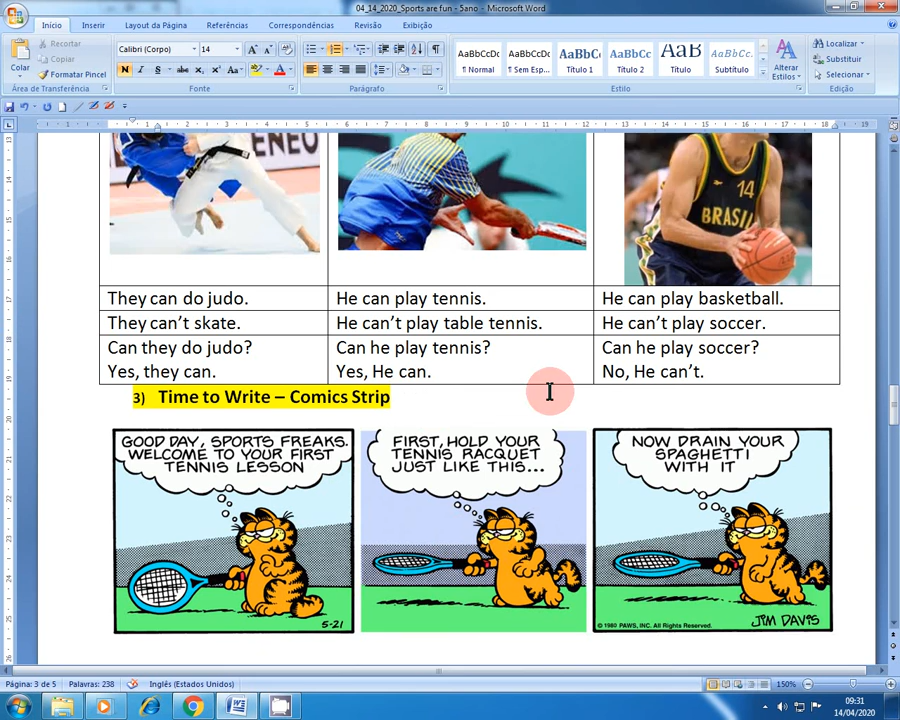 04_14_2020_Sports are fun - 5ano - Microsoft Word
Início Inserir Layout da Página Referências Correspondências Revisão Exibição
Colar
Recortar
Copiar
Formatar Pincel
Área de Transferência
Calibri (Corpo) 14
N I S abc x₂ x² Aa
Fonte
Parágrafo
AaBbCcDc AaBbCcDc AaBbCc AaBbCc AaB AaBbCc.
¶ Normal ¶ Sem Esp... Título 1 Título 2 Título Subtítulo
Alterar
Estilos
Estilo
Localizar
Substituir
Selecionar
Edição
14
BRASIL
They can do judo. He can play tennis. He can play basketball.
They can’t skate. He can’t play table tennis. He can’t play soccer.
Can they do judo? Can he play tennis? Can he play soccer?
Yes, they can. Yes, He can. No, He can’t.
3) Time to Write – Comics Strip
GOOD DAY, SPORTS FREAKS.
WELCOME TO YOUR FIRST
TENNIS LESSON
5-21
FIRST, HOLD YOUR
TENNIS RACQUET
JUST LIKE THIS...
NOW DRAIN YOUR
SPAGHETTI
WITH IT
© 1980 PAWS, INC. All Rights Reserved.
JIM DAVIS
Página: 3 de 5 Palavras: 238 Inglês (Estados Unidos) 150%
09:31
14/04/2020